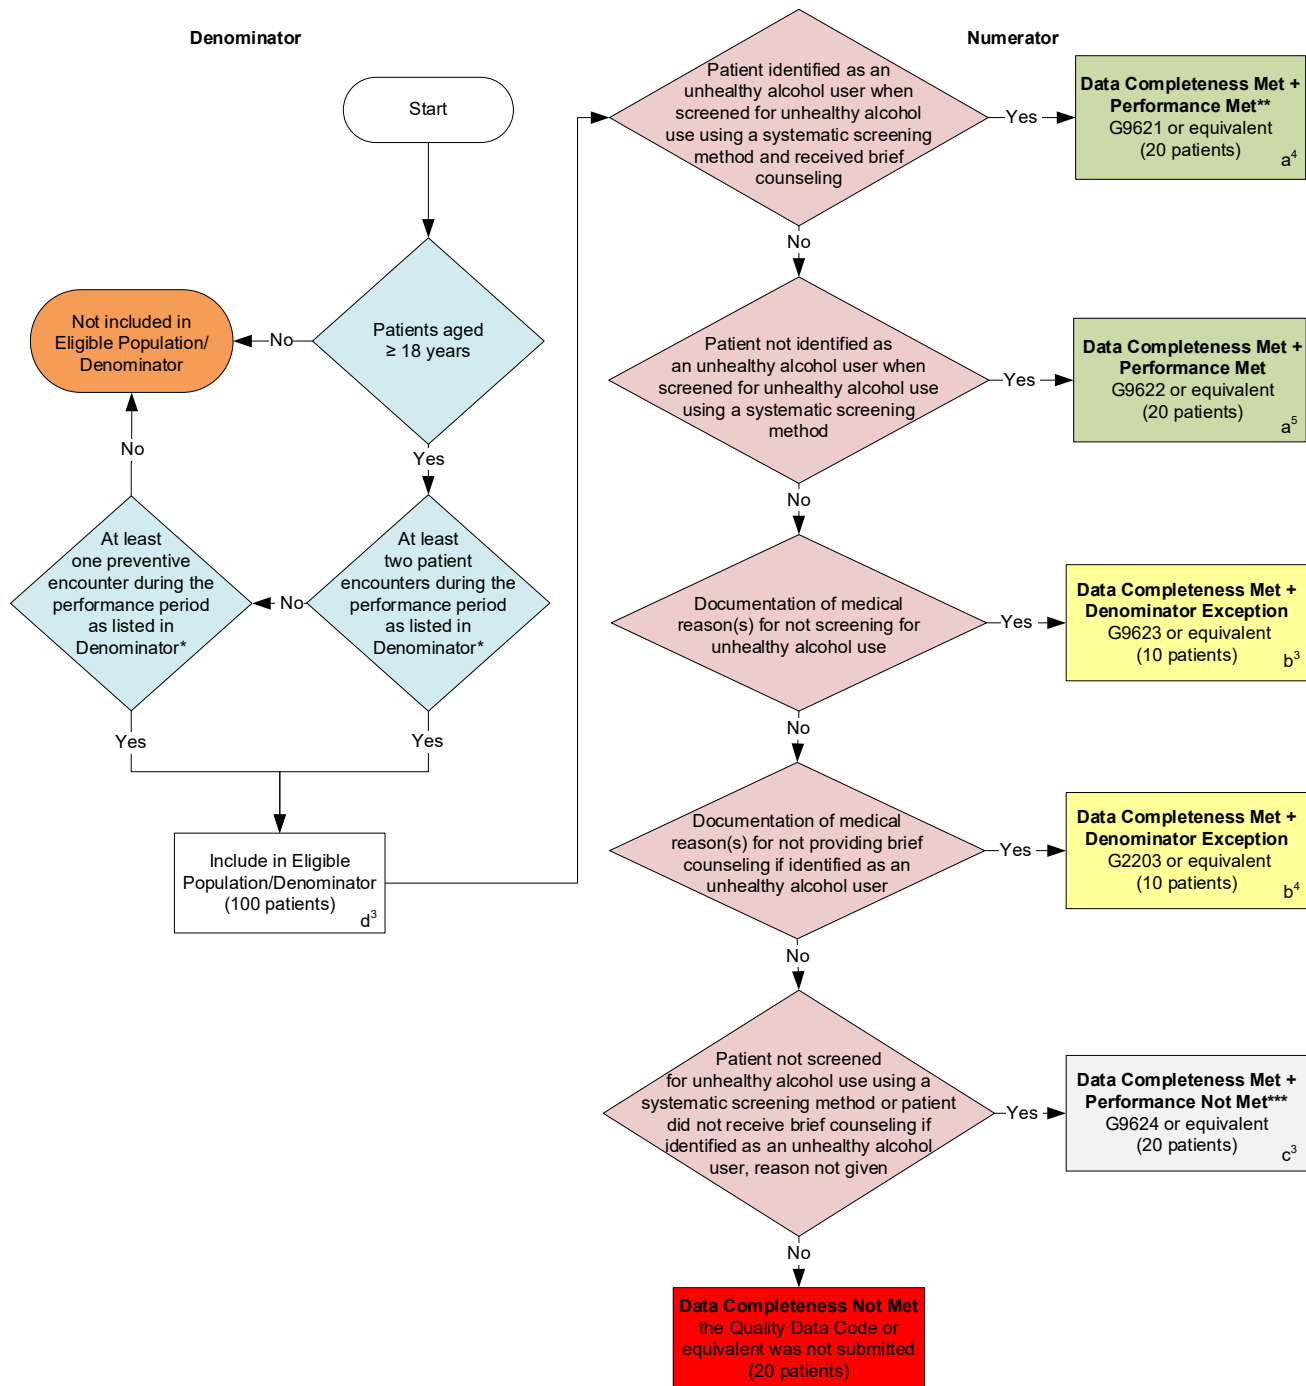 Denominator
Numerator
Start
Patients aged
≥ 18 years
No
Not included in
Eligible Population/
Denominator
Yes
At least
two patient
encounters during the
performance period
as listed in
Denominator*
No
At least
one preventive
encounter during the
performance period
as listed in
Denominator*
No
Yes
Yes
Include in Eligible
Population/Denominator
(100 patients)
d³
Patient identified as an
unhealthy alcohol user when
screened for unhealthy alcohol
use using a systematic screening
method and received brief
counseling
Yes
Data Completeness Met +
Performance Met**
G9621 or equivalent
(20 patients)
a⁴
No
Patient not identified as
an unhealthy alcohol user when
screened for unhealthy alcohol use
using a systematic screening
method
Yes
Data Completeness Met +
Performance Met
G9622 or equivalent
(20 patients)
a⁵
No
Documentation of medical
reason(s) for not screening for
unhealthy alcohol use
Yes
Data Completeness Met +
Denominator Exception
G9623 or equivalent
(10 patients)
b³
No
Documentation of medical
reason(s) for not providing brief
counseling if identified as an
unhealthy alcohol user
Yes
Data Completeness Met +
Denominator Exception
G2203 or equivalent
(10 patients)
b⁴
No
Patient not screened
for unhealthy alcohol use using a
systematic screening method or patient
did not receive brief counseling if
identified as an unhealthy alcohol
user, reason not given
Yes
Data Completeness Met +
Performance Not Met***
G9624 or equivalent
(20 patients)
c³
No
Data Completeness Not Met
the Quality Data Code or
equivalent was not submitted
(20 patients)